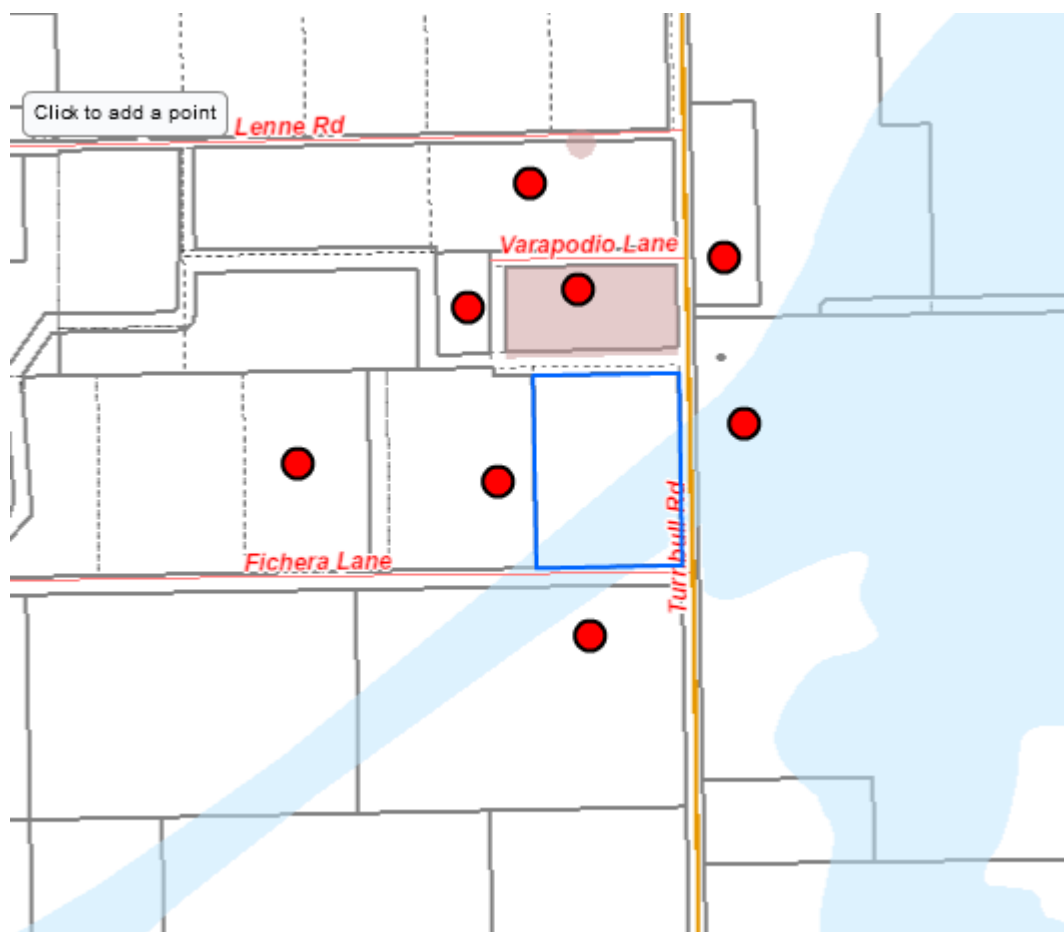 Click to add a point
Lenne Rd
Varapodio Lane
Turnbull Rd
Fichera Lane